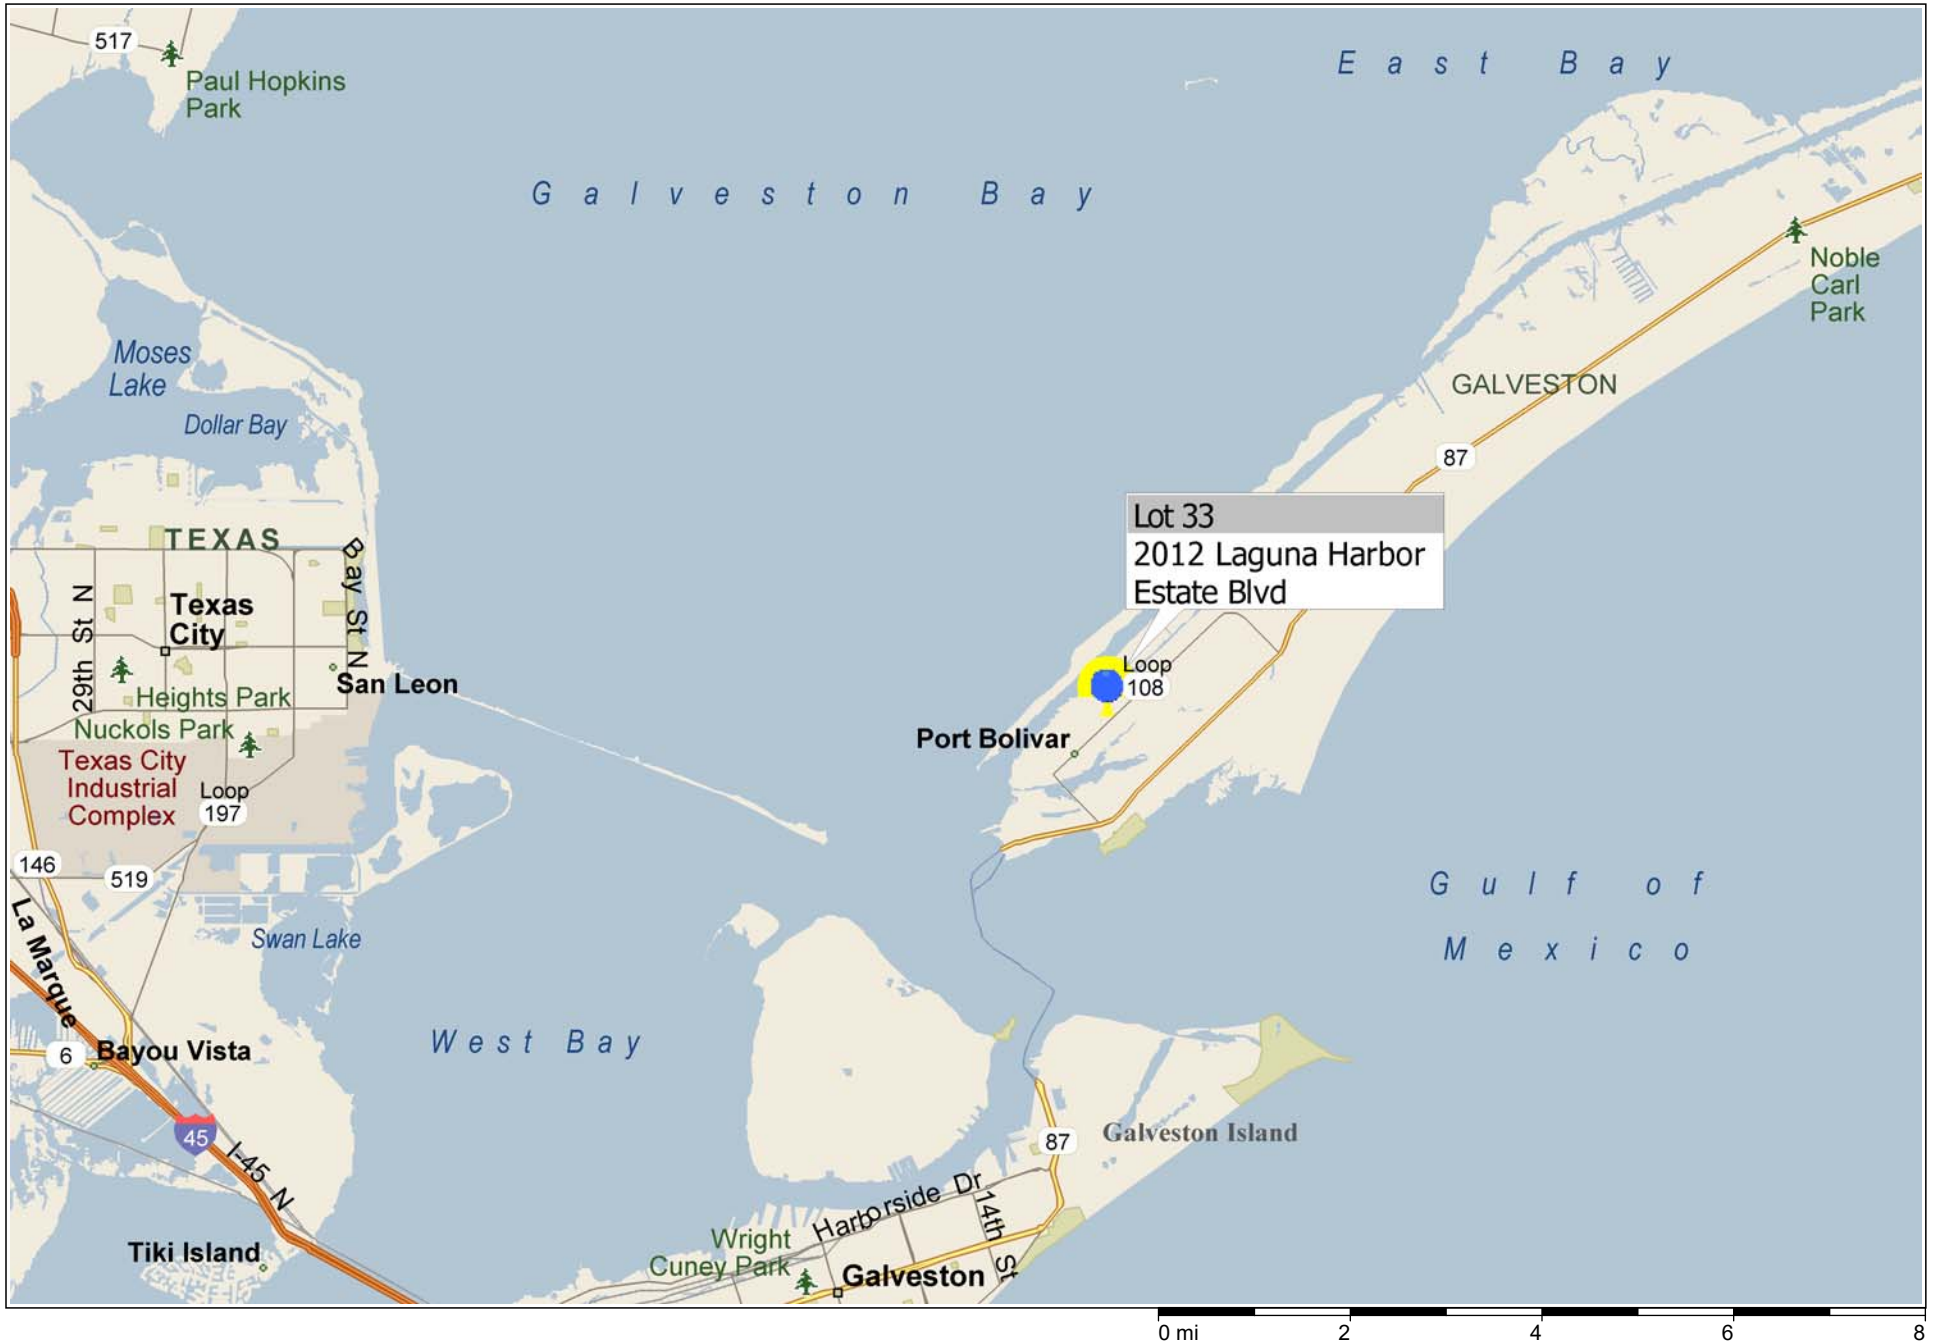 517
Paul Hopkins
Park
East Bay
Galveston Bay
Noble
Carl
Park
Moses
Lake
Dollar Bay
GALVESTON
87
Lot 33
2012 Laguna Harbor
Estate Blvd
TEXAS
Bay St N
29th St N
Texas
City
San Leon
Heights Park
Nuckols Park
Loop
108
Port Bolivar
Texas City
Industrial
Complex
Loop
197
146
519
La Marque
Swan Lake
Gulf of
Mexico
West Bay
6
Bayou Vista
45
I-45 N
87
Galveston Island
Harborside Dr
14th St
Tiki Island
Wright
Cuney Park
Galveston
0 mi 2 4 6 8